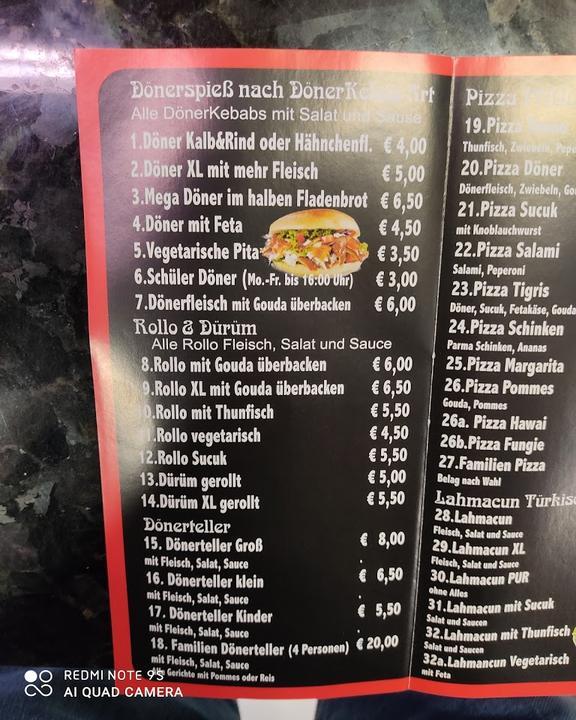 Dönerspieß nach DönerKebap Art
Alle DönerKebabs mit Salat und Sause
1.Döner Kalb&Rind oder Hähnchenfl. € 4,00
2.Döner XL mit mehr Fleisch € 5,00
3.Mega Döner im halben Fladenbrot € 6,50
4.Döner mit Feta € 4,50
5.Vegetarische Pita € 3,50
6.Schüler Döner (Mo.-Fr. bis 16:00 Uhr) € 3,00
7.Dönerfleisch mit Gouda überbacken € 6,00
Rollo & Dürüm
Alle Rollo Fleisch, Salat und Sauce
8.Rollo mit Gouda überbacken € 6,00
9.Rollo XL mit Gouda überbacken € 6,50
10.Rollo mit Thunfisch € 5,50
11.Rollo vegetarisch € 4,50
12.Rollo Sucuk € 5,50
13.Dürüm gerollt € 5,00
14.Dürüm XL gerollt € 5,50
Dönerteller
15. Dönerteller Groß € 8,00
mit Fleisch, Salat, Sauce
16. Dönerteller klein € 6,50
mit Fleisch, Salat, Sauce
17. Dönerteller Kinder € 5,50
mit Fleisch, Salat, Sauce
18. Familien Dönerteller (4 Personen) € 20,00
mit Fleisch, Salat, Sauce
Alle Gerichte mit Pommes oder Reis
Pizza
19.Pizza
Thunfisch, Zwiebeln,
20.Pizza Döner
Dönerfleisch, Zwiebeln,
21.Pizza Sucuk
mit Knoblauchwurst
22.Pizza Salami
Salami, Peperoni
23.Pizza Tigris
Döner, Sucuk, Fetakäse, Gouda
24.Pizza Schinken
Parma Schinken, Ananas
25.Pizza Margarita
26.Pizza Pommes
Gouda, Pommes
26a. Pizza Hawai
26b.Pizza Fungie
27.Familien Pizza
Belag nach Wahl
Lahmacun
28.Lahmacun
Fleisch, Salat und Sauce
29.Lahmacun XL
Fleisch, Salat und Sauce
30.Lahmacun PUR
ohne Alles
31.Lahmacun mit Sucuk
Salat und Saucen
32.Lahmacun mit Thunfisch
Salat und Saucen
32a.Lahmancun Vegetarisch
mit Feta
REDMI NOTE 9S
AI QUAD CAMERA